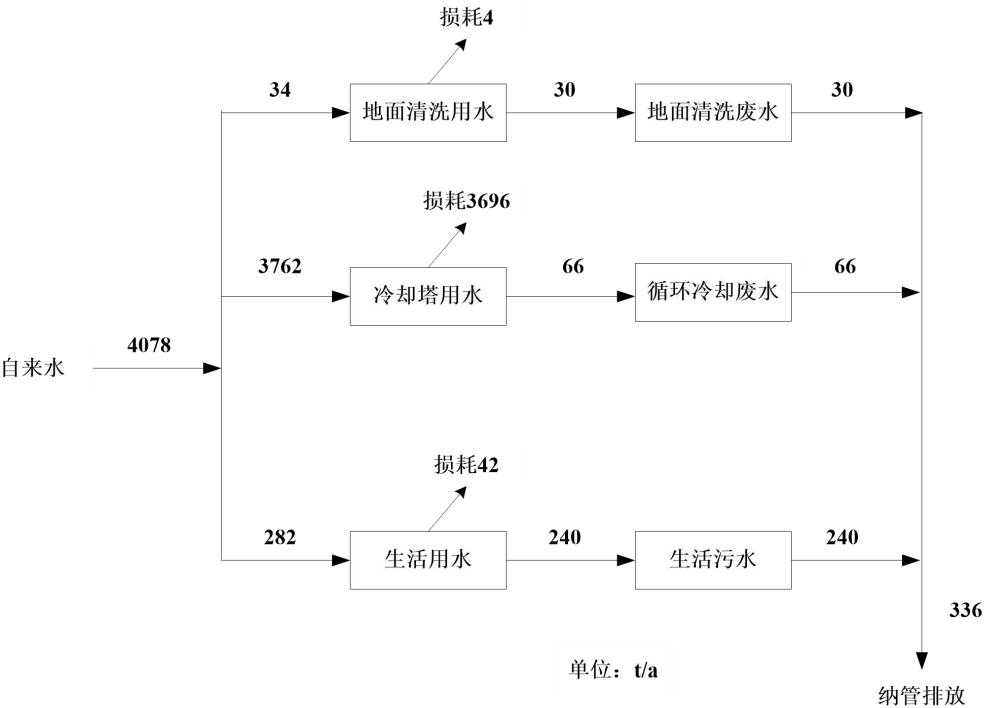 损耗4
34
地面清洗用水
30
地面清洗废水
30
损耗3696
3762
冷却塔用水
66
循环冷却废水
66
自来水
4078
损耗42
282
生活用水
240
生活污水
240
336
单位：t/a
纳管排放